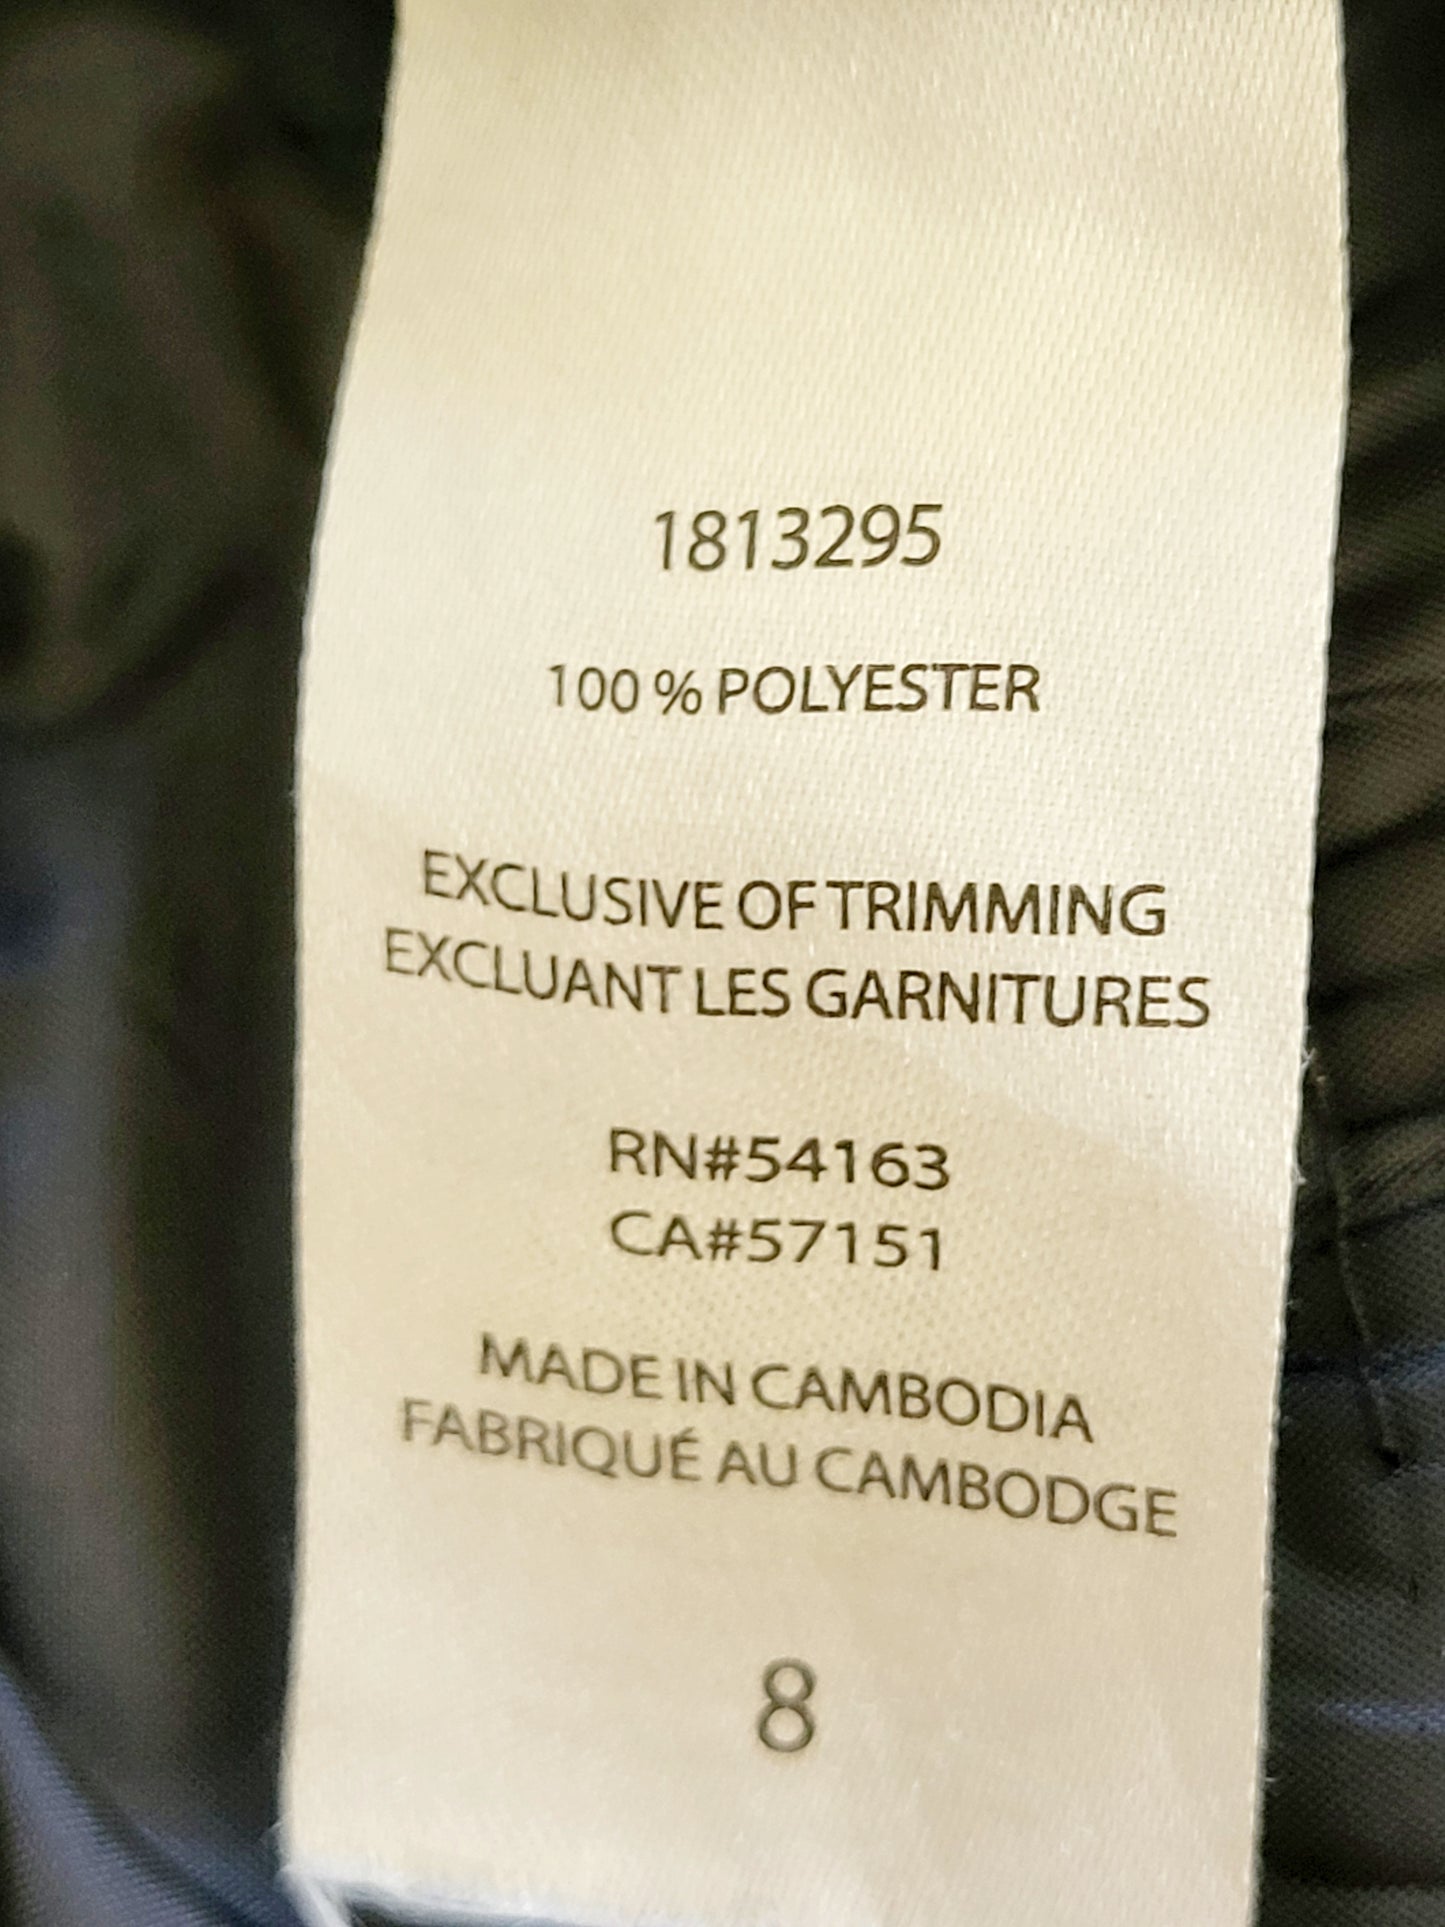 1813295
100 % POLYESTER
EXCLUSIVE OF TRIMMING
EXCLUANT LES GARNITURES
RN#54163
CA#57151
MADE IN CAMBODIA
FABRIQUÉ AU CAMBODGE
8